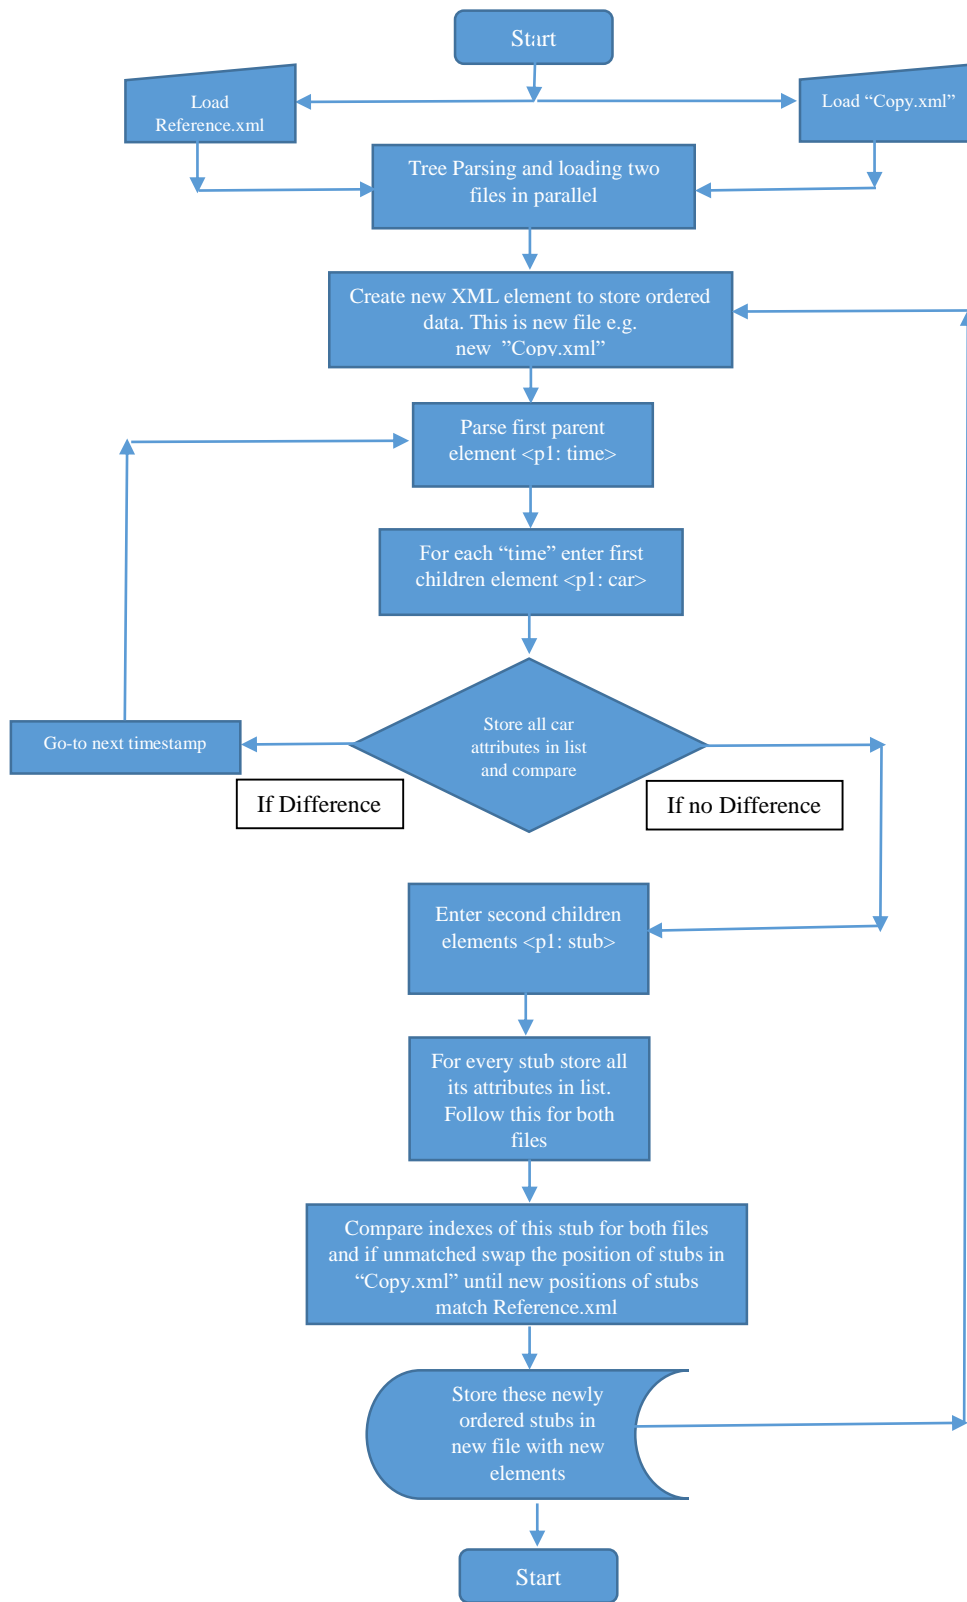 Start
Load
Reference.xml
Load “Copy.xml”
Tree Parsing and loading two
files in parallel
Create new XML element to store ordered
data. This is new file e.g.
new ”Copy.xml”
Parse first parent
element <p1: time>
For each “time” enter first
children element <p1: car>
Store all car
attributes in list
and compare
Go-to next timestamp
If Difference
If no Difference
Enter second children
elements <p1: stub>
For every stub store all
its attributes in list.
Follow this for both
files
Compare indexes of this stub for both files
and if unmatched swap the position of stubs in
“Copy.xml” until new positions of stubs
match Reference.xml
Store these newly
ordered stubs in
new file with new
elements
Start